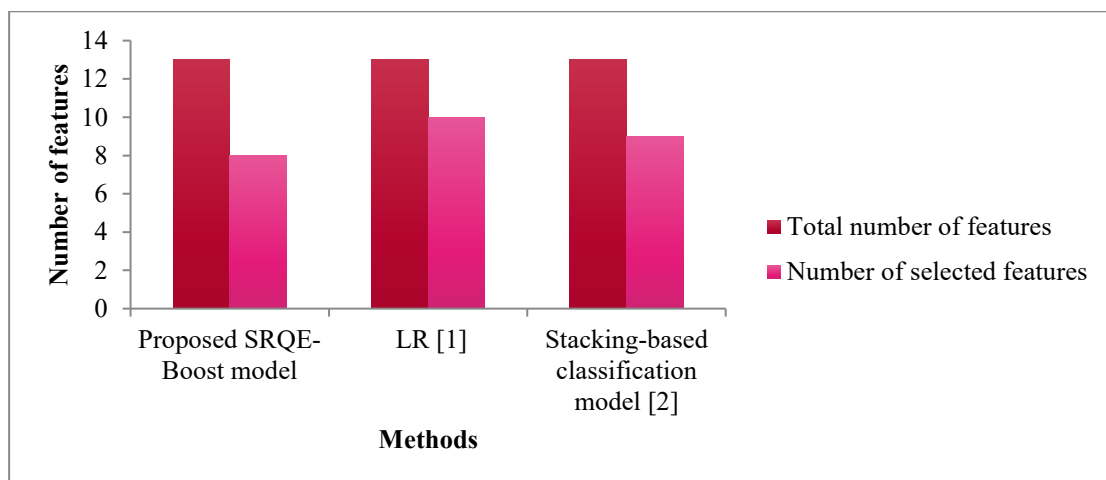 Number of features
14
12
10
8
6
4
2
0
Proposed SRQE-
Boost model
LR [1]
Stacking-based
classification
model [2]
Methods
Total number of features
Number of selected features